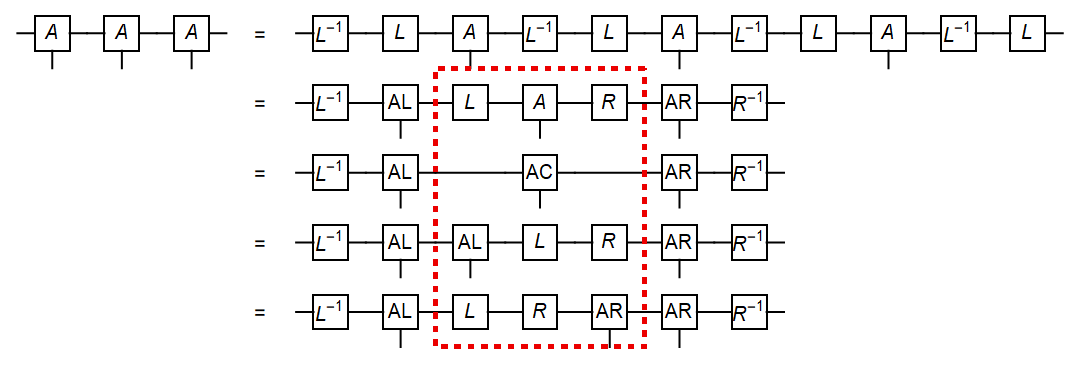 A A A = L⁻¹ L A L⁻¹ L A L⁻¹ L A L⁻¹ L
= L⁻¹ AL L A R AR R⁻¹
= L⁻¹ AL AC AR R⁻¹
= L⁻¹ AL AL L R AR R⁻¹
= L⁻¹ AL L R AR AR R⁻¹